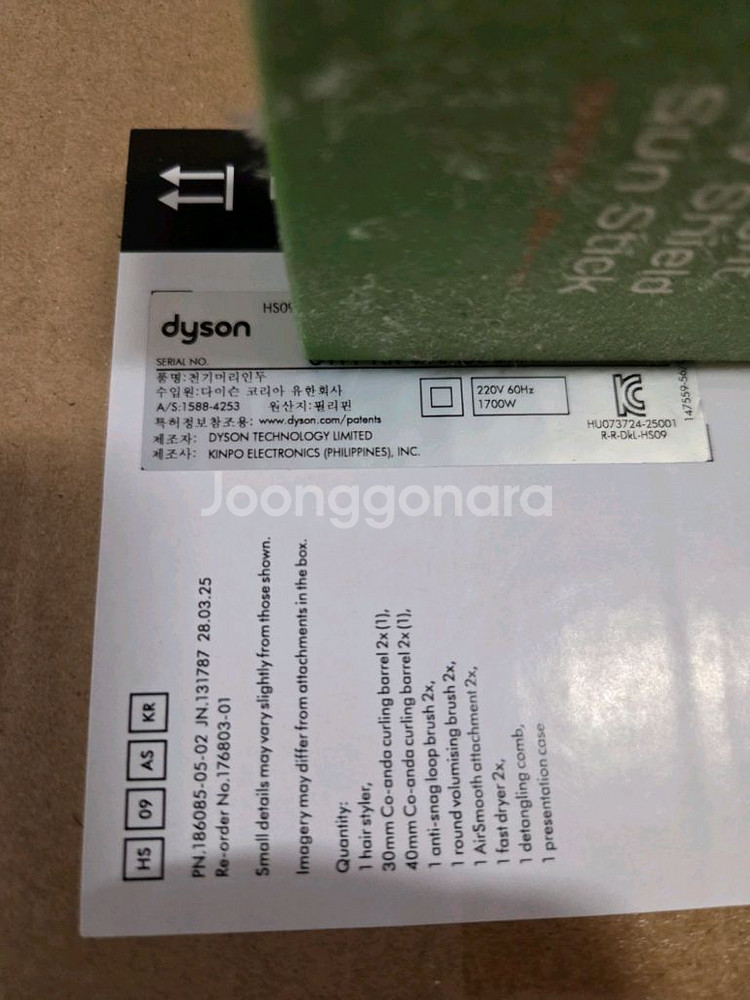 Sun Stick
Shield
HS09
dyson
SERIAL NO.
품명:전기머리인두
수입원:다이슨 코리아 유한회사
A/S:1588-4253 원산지:필리핀
특허정보참조용: www.dyson.com/patents
제조자: DYSON TECHNOLOGY LIMITED
제조사: KINPO ELECTRONICS (PHILIPPINES), INC.
220V 60Hz
1700W
HU073724-25001
R-R-DkL-HS09
Joonggonara
HS 09 AS KR
PN.186085-05-02 JN.131787 28.03.25
Re-order No.176803-01
Small details may vary slightly from those shown.
Imagery may differ from attachments in the box.
Quantity:
1 hair styler,
30mm Co-anda curling barrel 2x (1),
40mm Co-anda curling barrel 2x (1),
1 anti-snag loop brush 2x,
1 round volumising brush 2x,
1 AirSmooth attachment 2x,
1 fast dryer 2x,
1 detangling comb,
1 presentation case